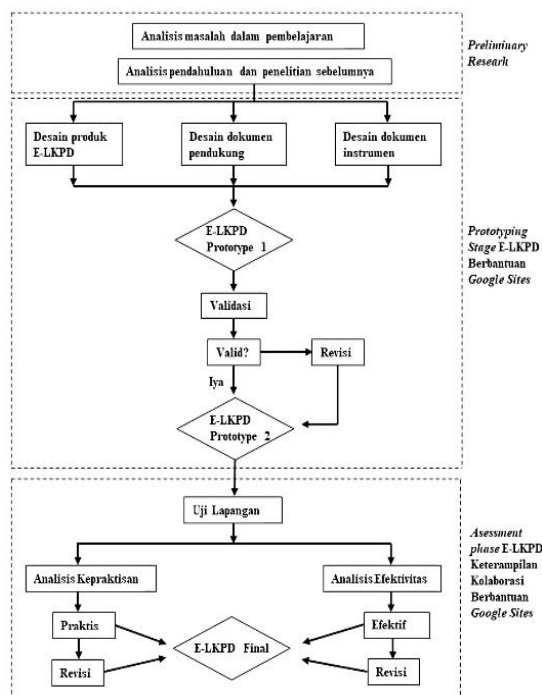 Analisis masalah dalam pembelajaran
Analisis pendahuluan dan penelitian sebelumnya
Preliminary
Researh
Desain produk
E-LKPD
Desain dokumen
pendukung
Desain dokumen
instrumen
E-LKPD
Prototype 1
Validasi
Valid?
Revisi
Iya
E-LKPD
Prototype 2
Prototyping
Stage E-LKPD
Berbantuan
Google Sites
Uji Lapangan
Analisis Kepraktisan
Analisis Efektivitas
Praktis
Efektif
E-LKPD Final
Revisi
Revisi
Asessment
phase E-LKPD
Keterampilan
Kolaborasi
Berbantuan
Google Sites